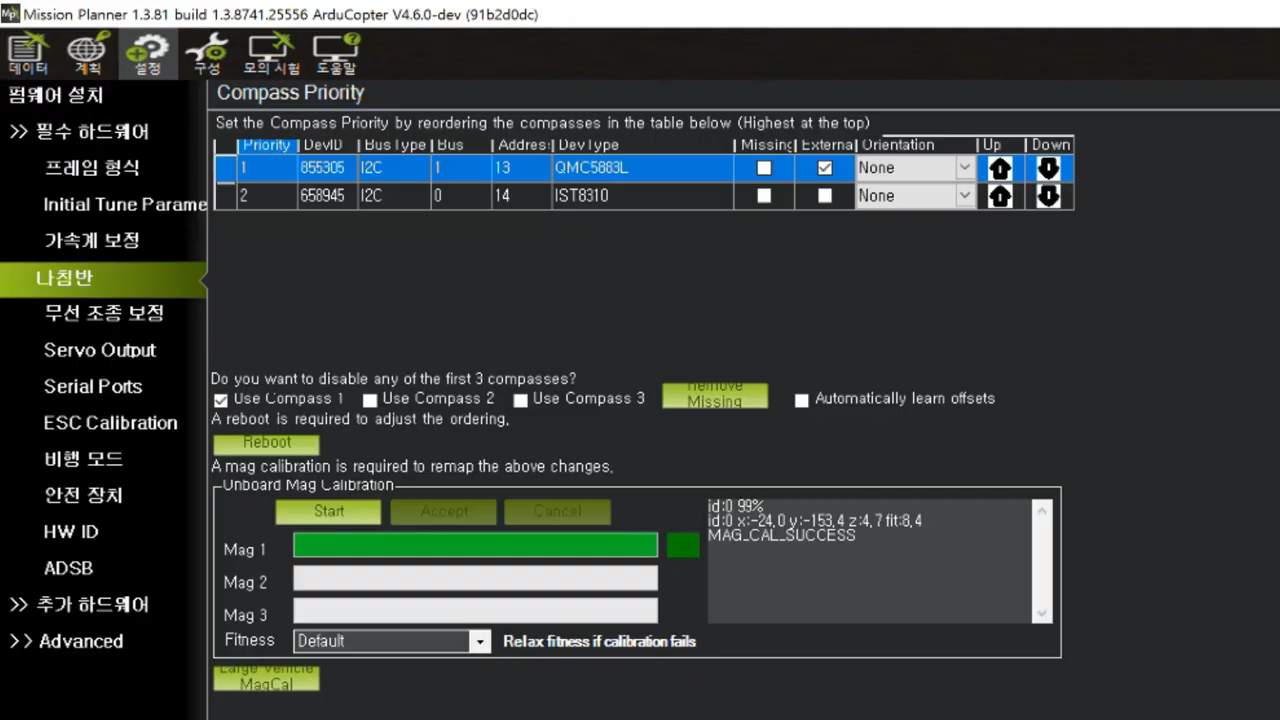 Mission Planner 1.3.81 build 1.3.8741.25556 ArduCopter V4.6.0-dev (91b2d0dc)
데이터 계획 설정 구성 모의 시험 도움말
펌웨어 설치
>> 필수 하드웨어
프레임 형식
Initial Tune Parame
가속계 보정
나침반
무선 조종 보정
Servo Output
Serial Ports
ESC Calibration
비행 모드
안전 장치
HW ID
ADSB
>> 추가 하드웨어
>> Advanced
Compass Priority
Set the Compass Priority by reordering the compasses in the table below (Highest at the top)
Priority DevID BusType Bus Address DevType Missing External Orientation Up Down
1 855305 I2C 1 13 QMC5883L None
2 658945 I2C 0 14 IST8310 None
Do you want to disable any of the first 3 compasses?
Use Compass 1 Use Compass 2 Use Compass 3 Remove Missing Automatically learn offsets
A reboot is required to adjust the ordering.
Reboot
A mag calibration is required to remap the above changes.
Onboard Mag Calibration
Start Accept Cancel
Mag 1
Mag 2
Mag 3
Fitness Default Relax fitness if calibration fails
id:0 99%
id:0 x:-24.0 y:-153.4 z:4.7 fit:8.4
MAG_CAL_SUCCESS
Large Vehicle
MagCal